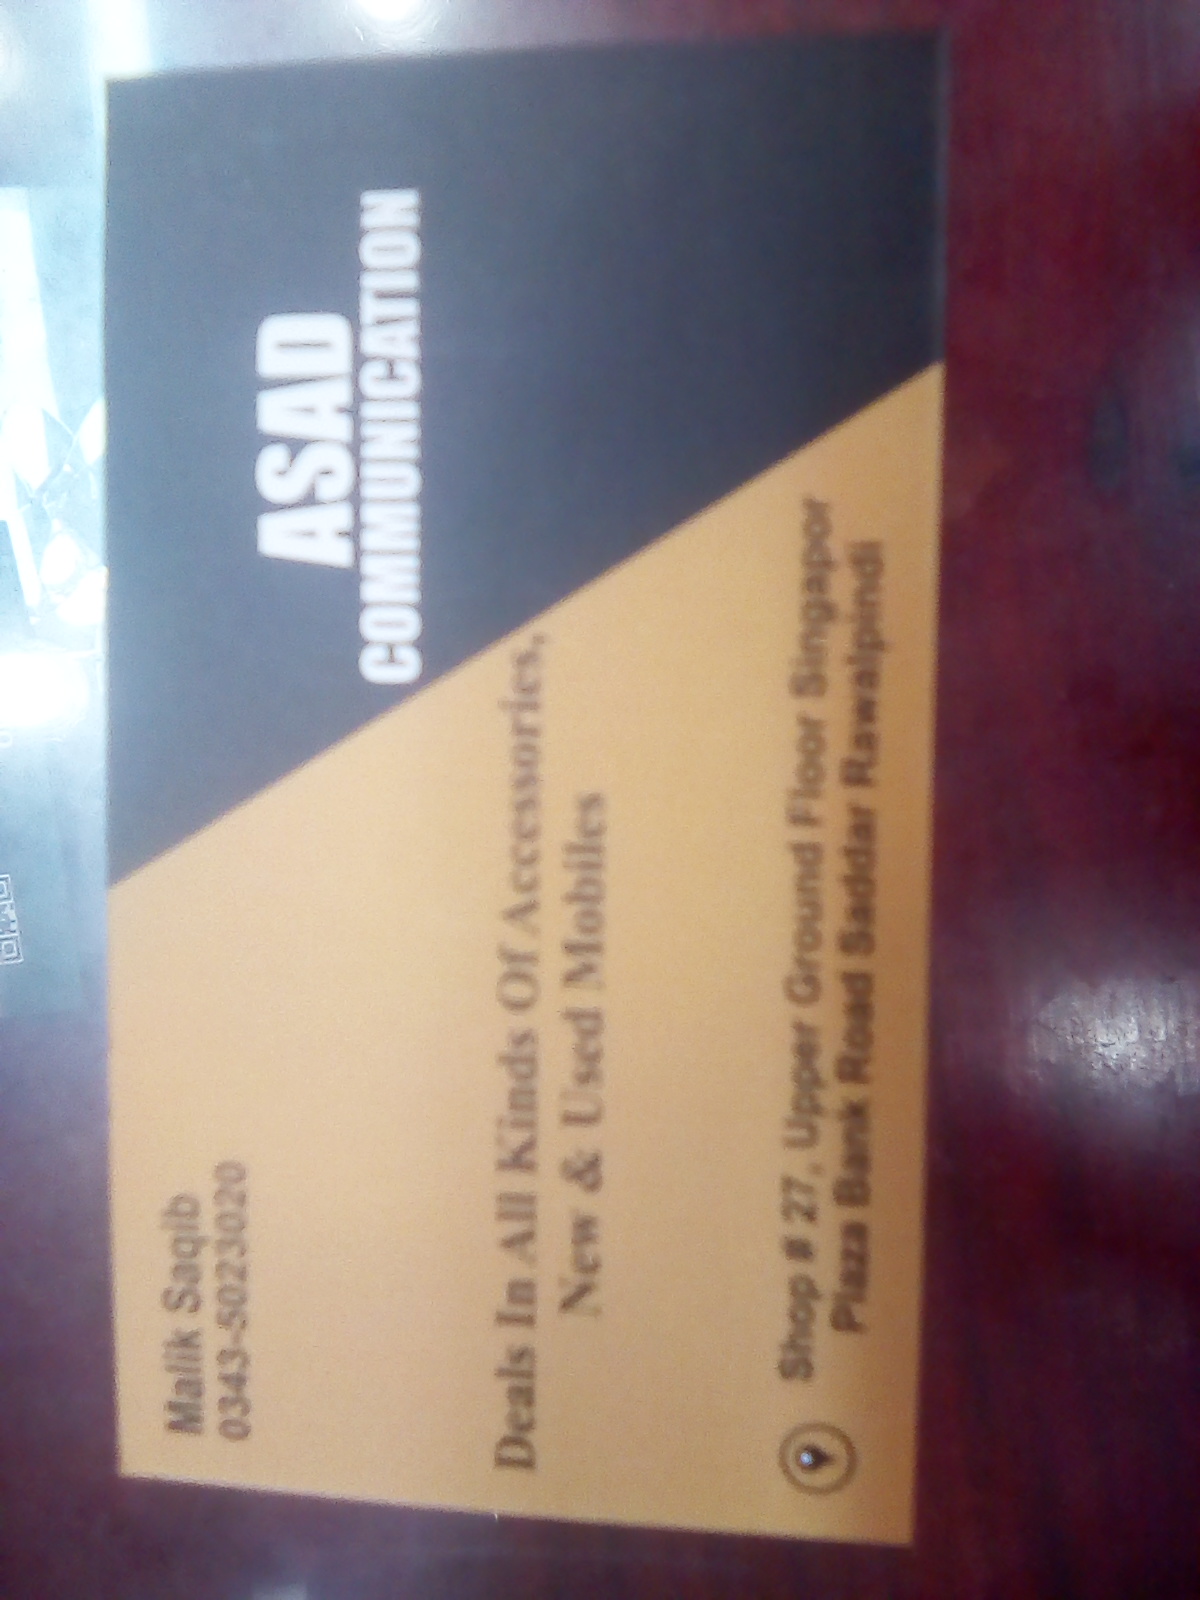 Malik Saqib
0343-5023020
ASAD
COMMUNICATION
Deals In All Kinds Of Accessories,
New & Used Mobiles
Shop # 27, Upper Ground Floor Singapor
Plaza Bank Road Saddar Rawalpindi